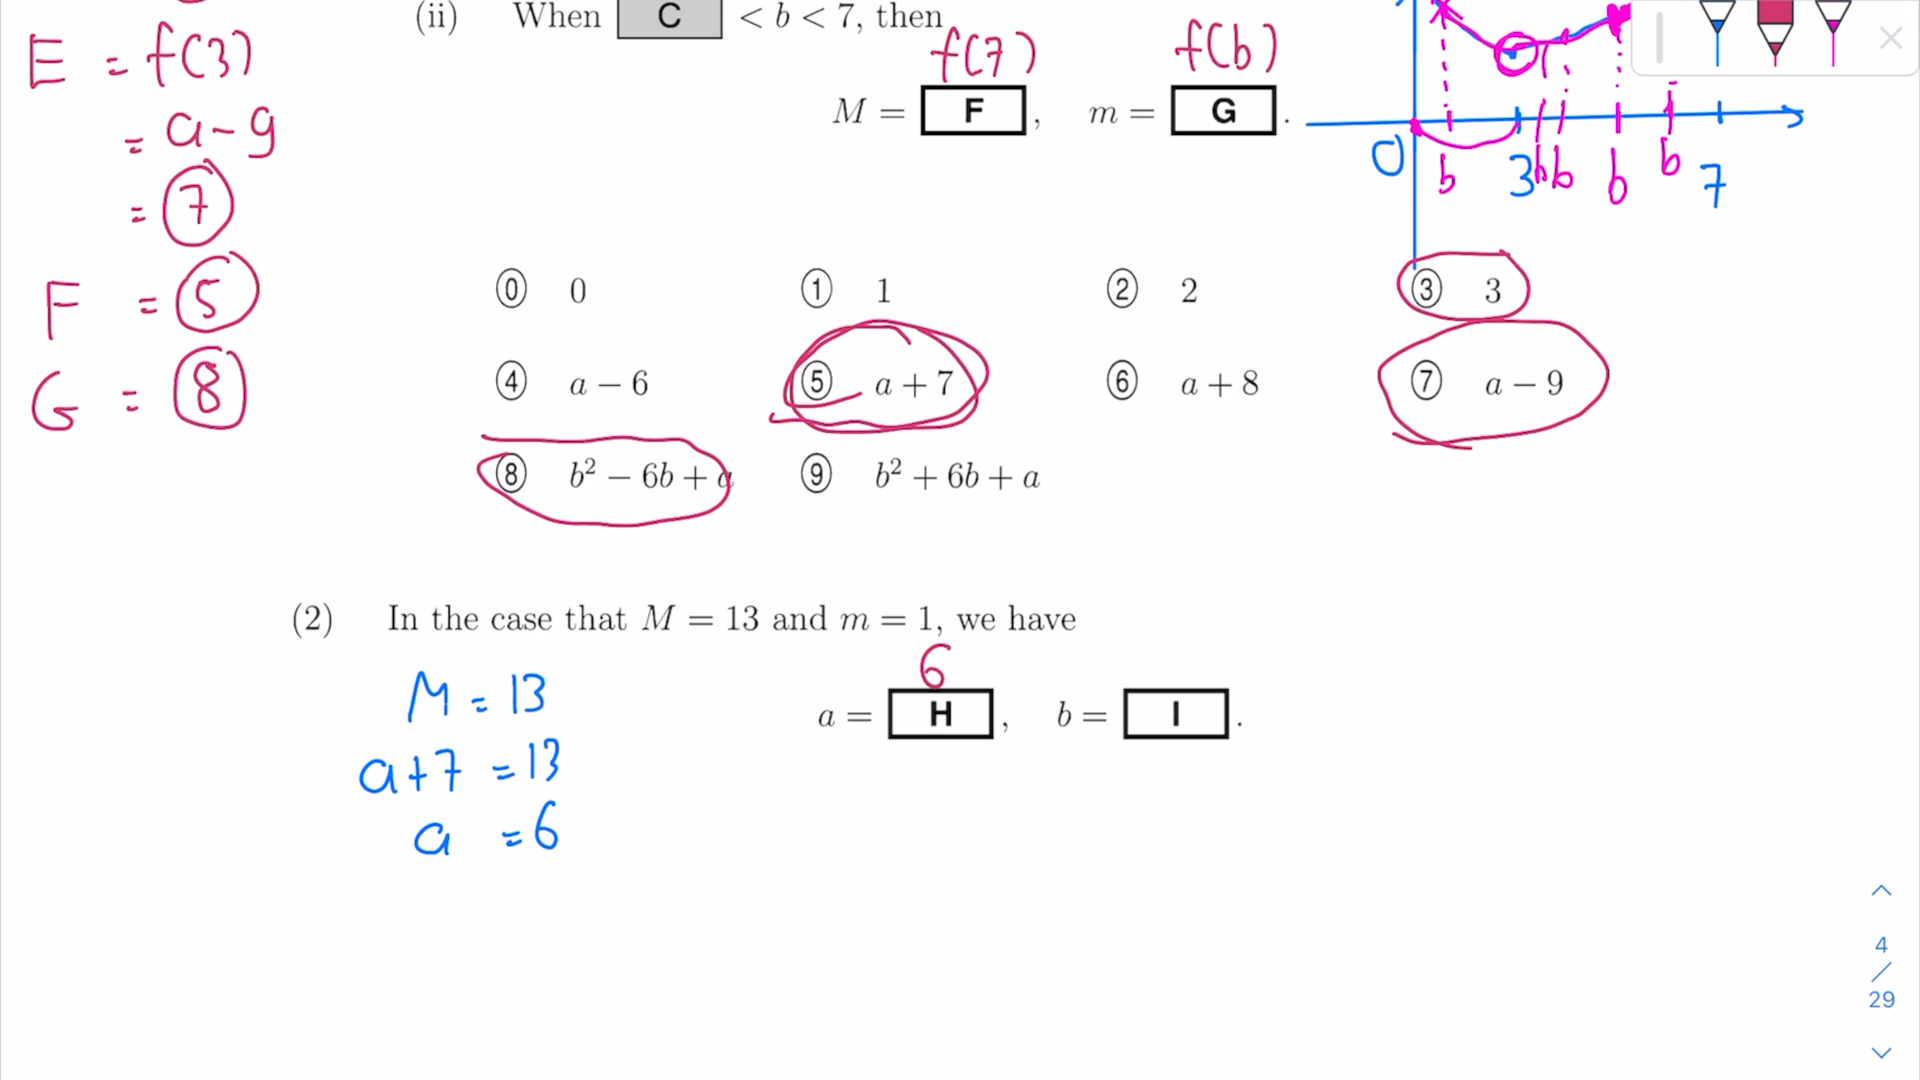 (ii) When C < b < 7, then
f(7) f(b)
M = F , m = G .
E = f(3)
= a - 9
= 7
F = 5
G = 8
0 b 3 b b b b 7
⓪ 0 ① 1 ② 2 ③ 3
④ a − 6 ⑤ a + 7 ⑥ a + 8 ⑦ a − 9
⑧ b² − 6b + a ⑨ b² + 6b + a
(2) In the case that M = 13 and m = 1, we have
6
a = H , b = I .
M = 13
a+7 = 13
a = 6
4
/
29